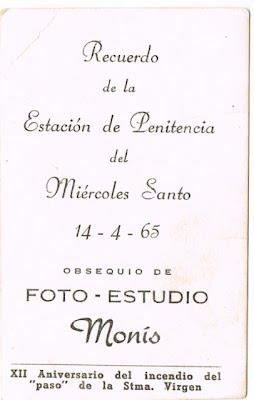 Recuerdo
de la
Estación de Penitencia
del
Miércoles Santo
14 - 4 - 65
OBSEQUIO DE
FOTO - ESTUDIO
Monís
XII Aniversario del incendio del
"paso" de la Stma. Virgen